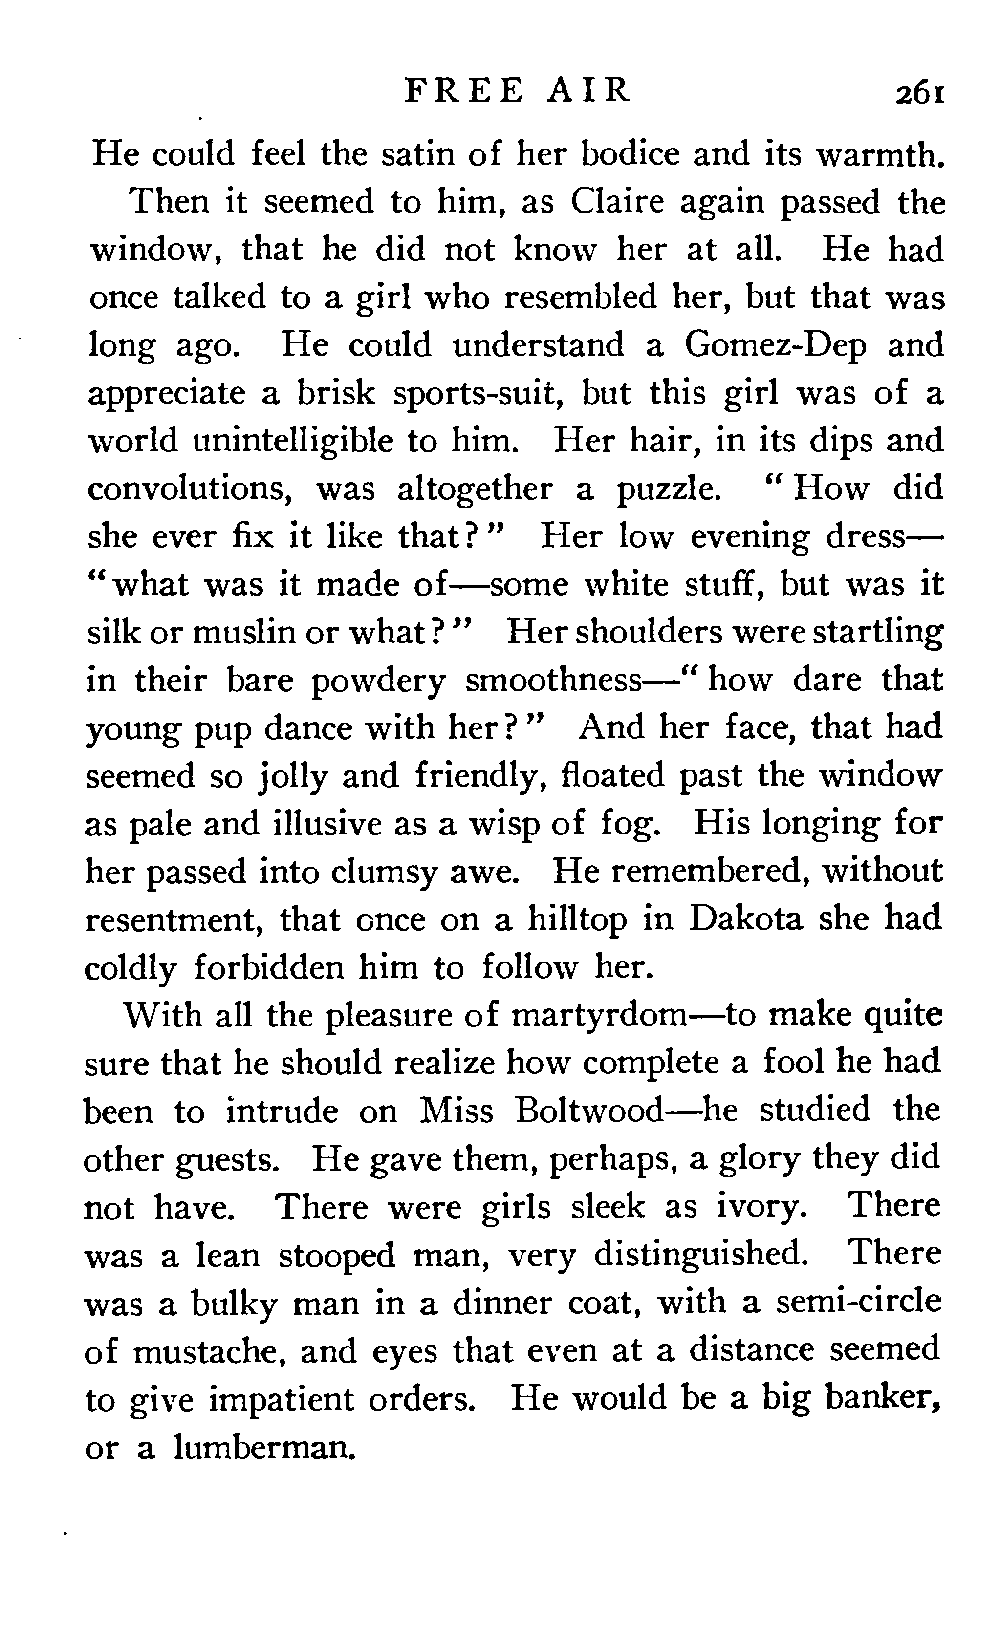 FREE AIR 261
He could feel the satin of her bodice and its warmth.
Then it seemed to him, as Claire again passed the
window, that he did not know her at all. He had
once talked to a girl who resembled her, but that was
long ago. He could understand a Gomez-Dep and
appreciate a brisk sports-suit, but this girl was of a
world unintelligible to him. Her hair, in its dips and
convolutions, was altogether a puzzle. "How did
she ever fix it like that?" Her low evening dress—
"what was it made of—some white stuff, but was it
silk or muslin or what?" Her shoulders were startling
in their bare powdery smoothness—"how dare that
young pup dance with her?" And her face, that had
seemed so jolly and friendly, floated past the window
as pale and illusive as a wisp of fog. His longing for
her passed into clumsy awe. He remembered, without
resentment, that once on a hilltop in Dakota she had
coldly forbidden him to follow her.
With all the pleasure of martyrdom—to make quite
sure that he should realize how complete a fool he had
been to intrude on Miss Boltwood—he studied the
other guests. He gave them, perhaps, a glory they did
not have. There were girls sleek as ivory. There
was a lean stooped man, very distinguished. There
was a bulky man in a dinner coat, with a semi-circle
of mustache, and eyes that even at a distance seemed
to give impatient orders. He would be a big banker,
or a lumberman.